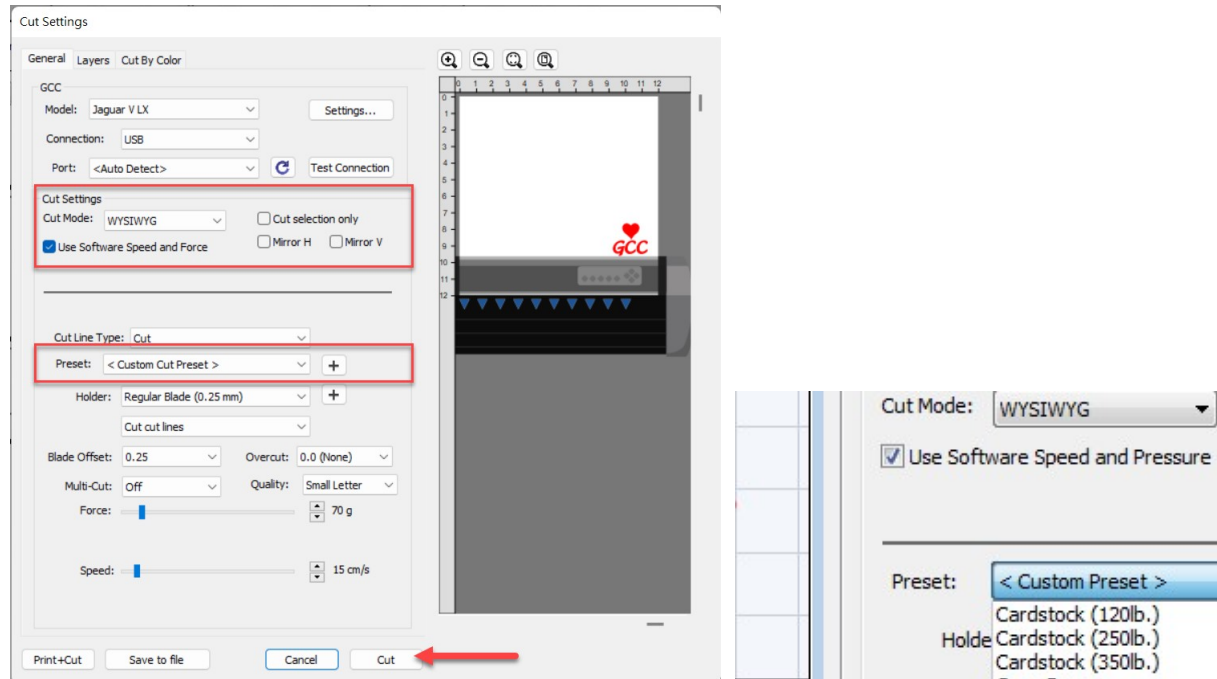 Cut Settings
General Layers Cut By Color
GCC
Model: Jaguar V LX Settings...
Connection: USB
Port: <Auto Detect> Test Connection
Cut Settings
Cut Mode: WYSIWYG Cut selection only
Use Software Speed and Force Mirror H Mirror V
Cut Line Type: Cut
Preset: < Custom Cut Preset > +
Holder: Regular Blade (0.25 mm) +
Cut cut lines
Blade Offset: 0.25 Overcut: 0.0 (None)
Multi-Cut: Off Quality: Small Letter
Force: 70 g
Speed: 15 cm/s
Print+Cut Save to file Cancel Cut
0 1 2 3 4 5 6 7 8 9 10 11 12
0
1
2
3
4
5
6
7
8
9
10
11
12
GCC
Cut Mode: WYSIWYG
Use Software Speed and Pressure
Preset: < Custom Preset >
Cardstock (120lb.)
Holde Cardstock (250lb.)
Cardstock (350lb.)